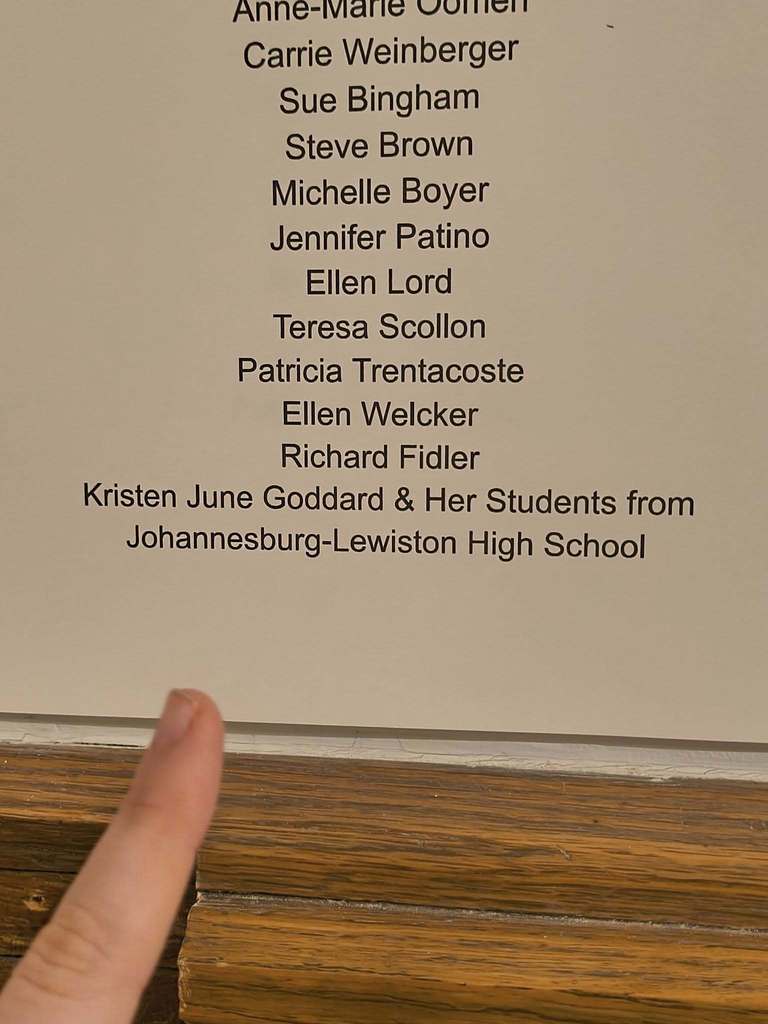 Anne-Marie Oomen
Carrie Weinberger
Sue Bingham
Steve Brown
Michelle Boyer
Jennifer Patino
Ellen Lord
Teresa Scollon
Patricia Trentacoste
Ellen Welcker
Richard Fidler
Kristen June Goddard & Her Students from
Johannesburg-Lewiston High School